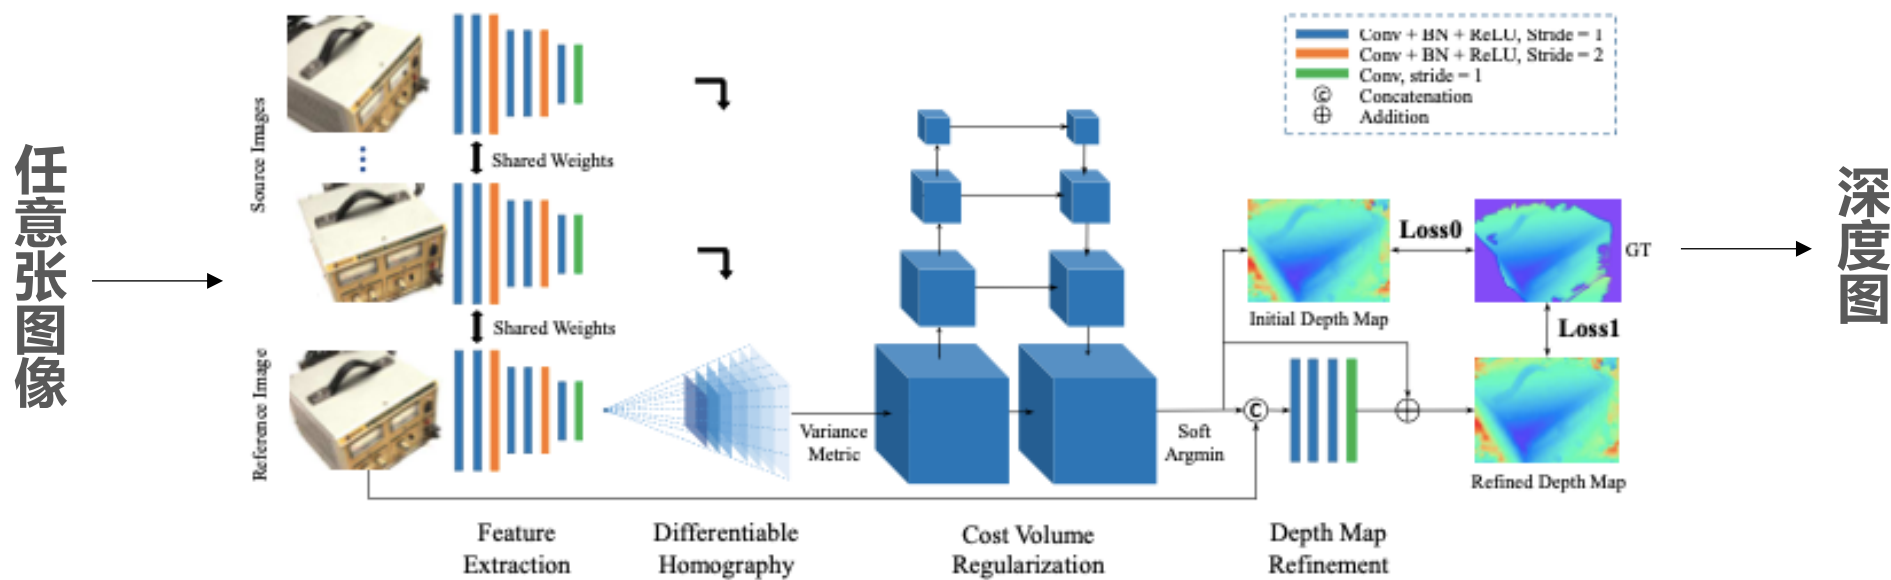 任意张图像
Source Images
Reference Image
Shared Weights
Shared Weights
Variance
Metric
Soft
Argmin
Conv + BN + ReLU, Stride = 1
Conv + BN + ReLU, Stride = 2
Conv, stride = 1
C Concatenation
Addition
Loss0
GT
Initial Depth Map
Loss1
C
Refined Depth Map
Feature
Extraction
Differentiable
Homography
Cost Volume
Regularization
Depth Map
Refinement
深度图